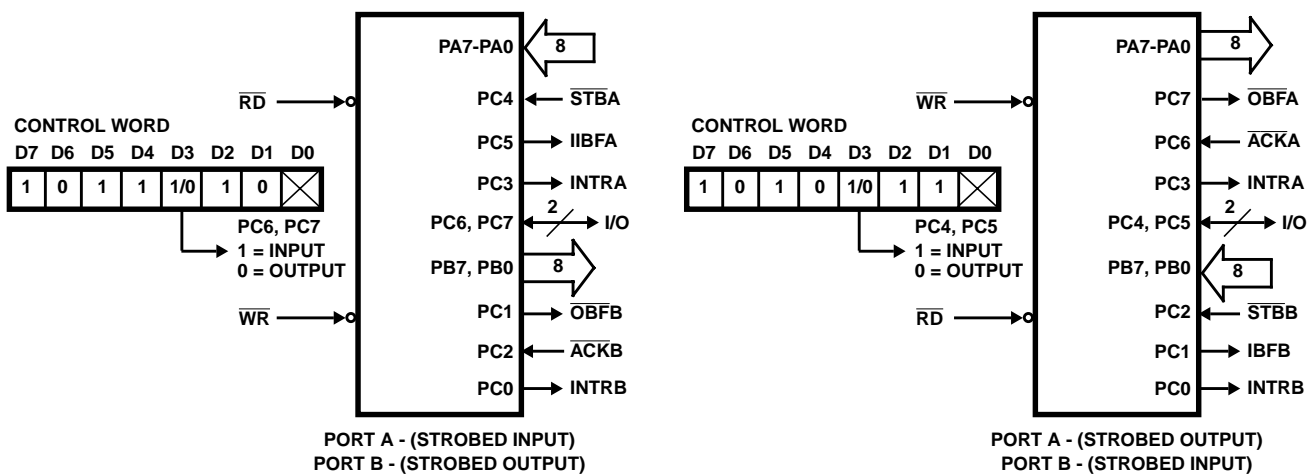 PA7-PA0
8
RD
PC4
STBA
CONTROL WORD
PC5
IIBFA
D7 D6 D5 D4 D3 D2 D1 D0
1 0 1 1 1/0 1 0
PC3
INTRA
PC6, PC7
1 = INPUT
0 = OUTPUT
PC6, PC7
2
I/O
PB7, PB0
8
WR
PC1
OBFB
PC2
ACKB
PC0
INTRB
PORT A - (STROBED INPUT)
PORT B - (STROBED OUTPUT)
PA7-PA0
8
WR
PC7
OBFA
CONTROL WORD
PC6
ACKA
D7 D6 D5 D4 D3 D2 D1 D0
1 0 1 0 1/0 1 1
PC3
INTRA
PC4, PC5
1 = INPUT
0 = OUTPUT
PC4, PC5
2
I/O
PB7, PB0
8
RD
PC2
STBB
PC1
IBFB
PC0
INTRB
PORT A - (STROBED OUTPUT)
PORT B - (STROBED INPUT)